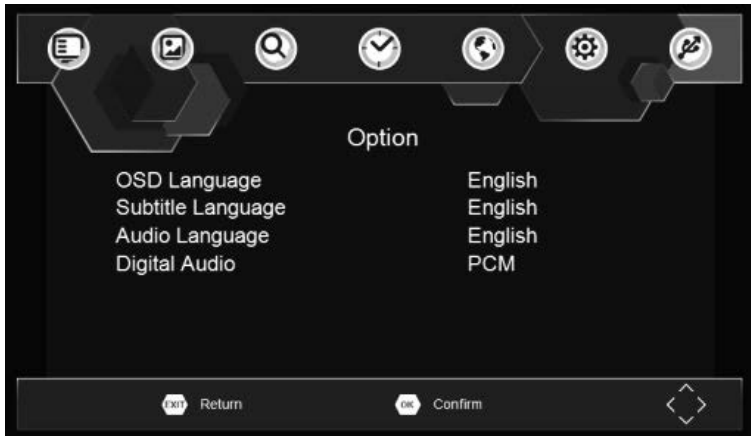 Option
OSD Language English
Subtitle Language English
Audio Language English
Digital Audio PCM
EXIT Return OK Confirm